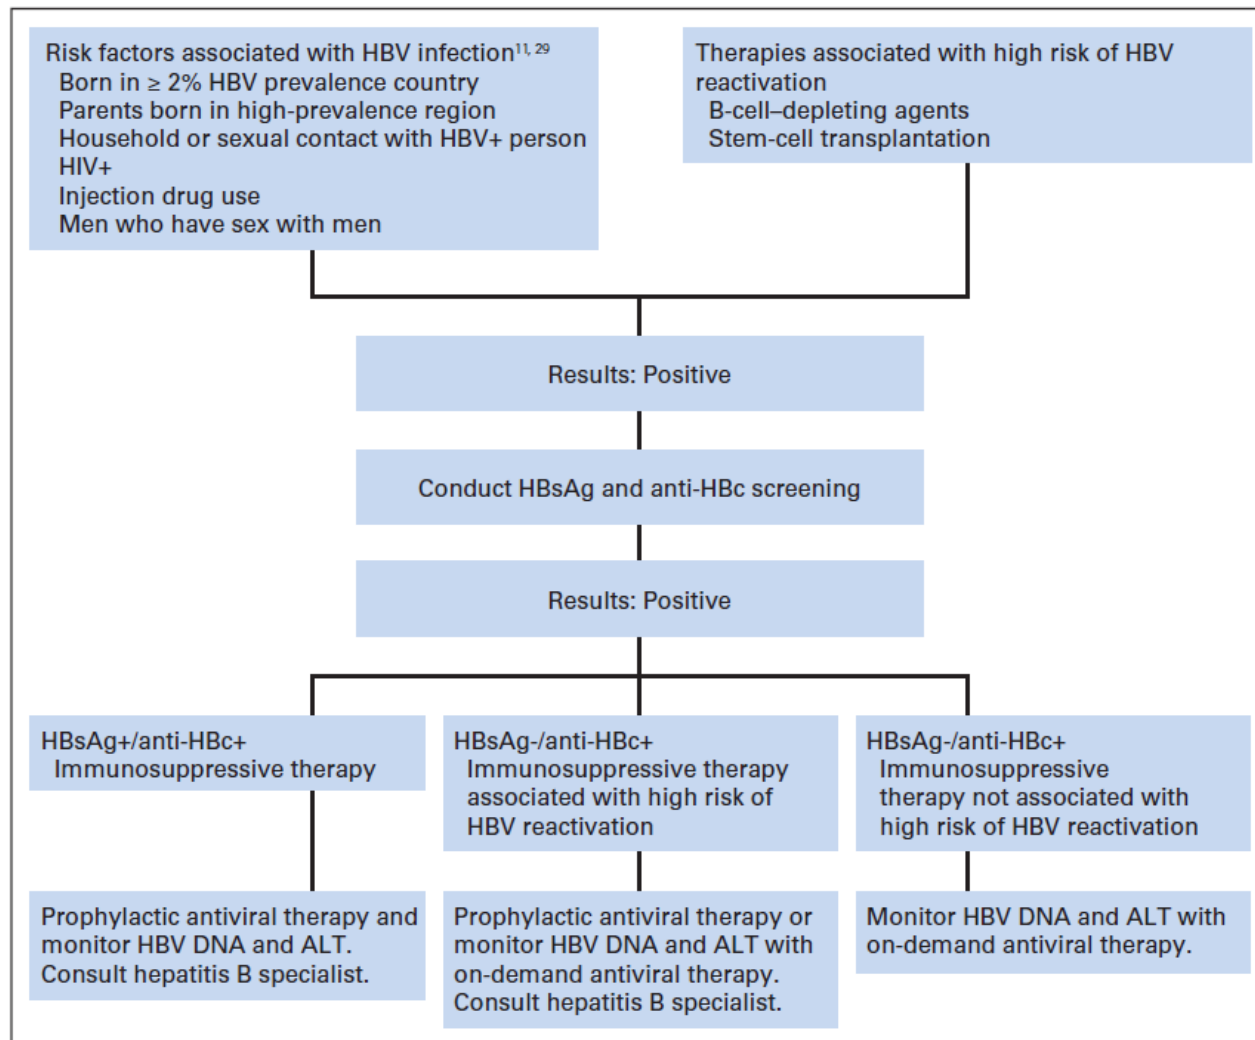 Risk factors associated with HBV infection11, 29
Born in ≥ 2% HBV prevalence country
Parents born in high-prevalence region
Household or sexual contact with HBV+ person
HIV+
Injection drug use
Men who have sex with men
Therapies associated with high risk of HBV
reactivation
B-cell–depleting agents
Stem-cell transplantation
Results: Positive
Conduct HBsAg and anti-HBc screening
Results: Positive
HBsAg+/anti-HBc+
Immunosuppressive therapy
HBsAg-/anti-HBc+
Immunosuppressive therapy
associated with high risk of
HBV reactivation
HBsAg-/anti-HBc+
Immunosuppressive
therapy not associated with
high risk of HBV reactivation
Prophylactic antiviral therapy and
monitor HBV DNA and ALT.
Consult hepatitis B specialist.
Prophylactic antiviral therapy or
monitor HBV DNA and ALT with
on-demand antiviral therapy.
Consult hepatitis B specialist.
Monitor HBV DNA and ALT with
on-demand antiviral therapy.